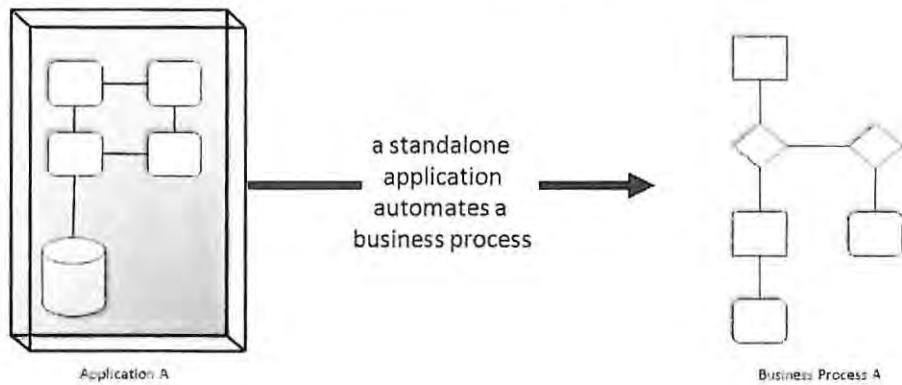 a standalone
application
automates a
business process
Application A
Business Process A